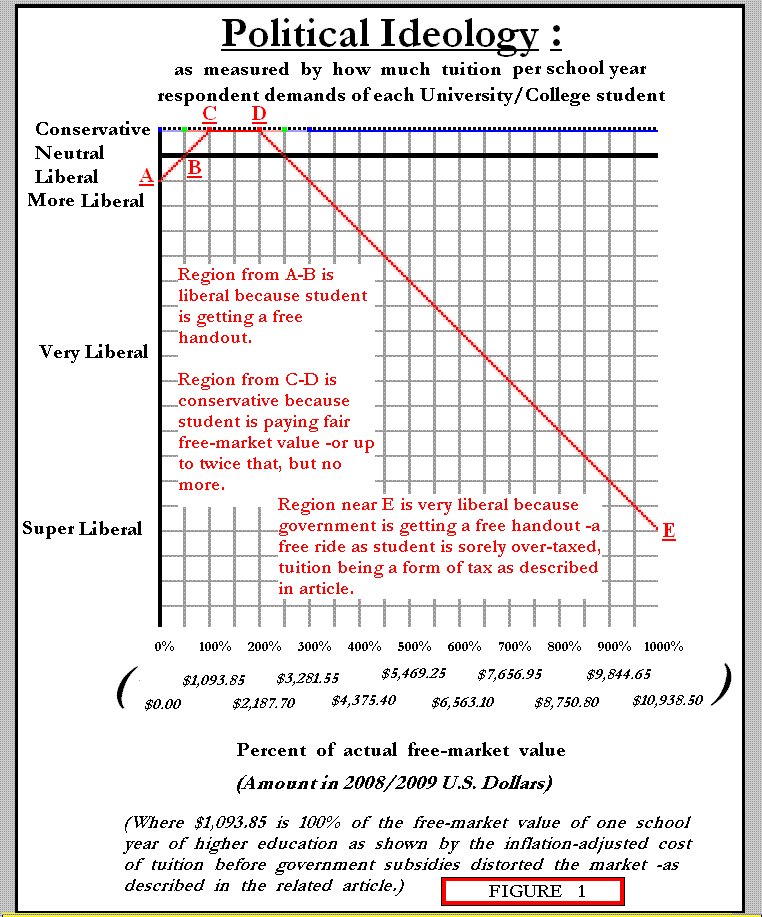 Political Ideology :
as measured by how much tuition per school year
respondent demands of each University/College student
C D
Conservative
Neutral
B
Liberal
A
More Liberal
Region from A-B is
liberal because student
is getting a free
handout.
Very Liberal
Region from C-D is
conservative because
student is paying fair
free-market value -or up
to twice that, but no
more.
Region near E is very liberal because
government is getting a free handout -a
free ride as student is sorely over-taxed,
tuition being a form of tax as described
in article.
Super Liberal
E
0% 100% 200% 300% 400% 500% 600% 700% 800% 900% 1000%
( $1,093.85 $3,281.55 $5,469.25 $7,656.95 $9,844.65 )
$0.00 $2,187.70 $4,375.40 $6,563.10 $8,750.80 $10,938.50
Percent of actual free-market value
(Amount in 2008/2009 U.S. Dollars)
(Where $1,093.85 is 100% of the free-market value of one school
year of higher education as shown by the inflation-adjusted cost
of tuition before government subsidies distorted the market -as
described in the related article.)
FIGURE 1